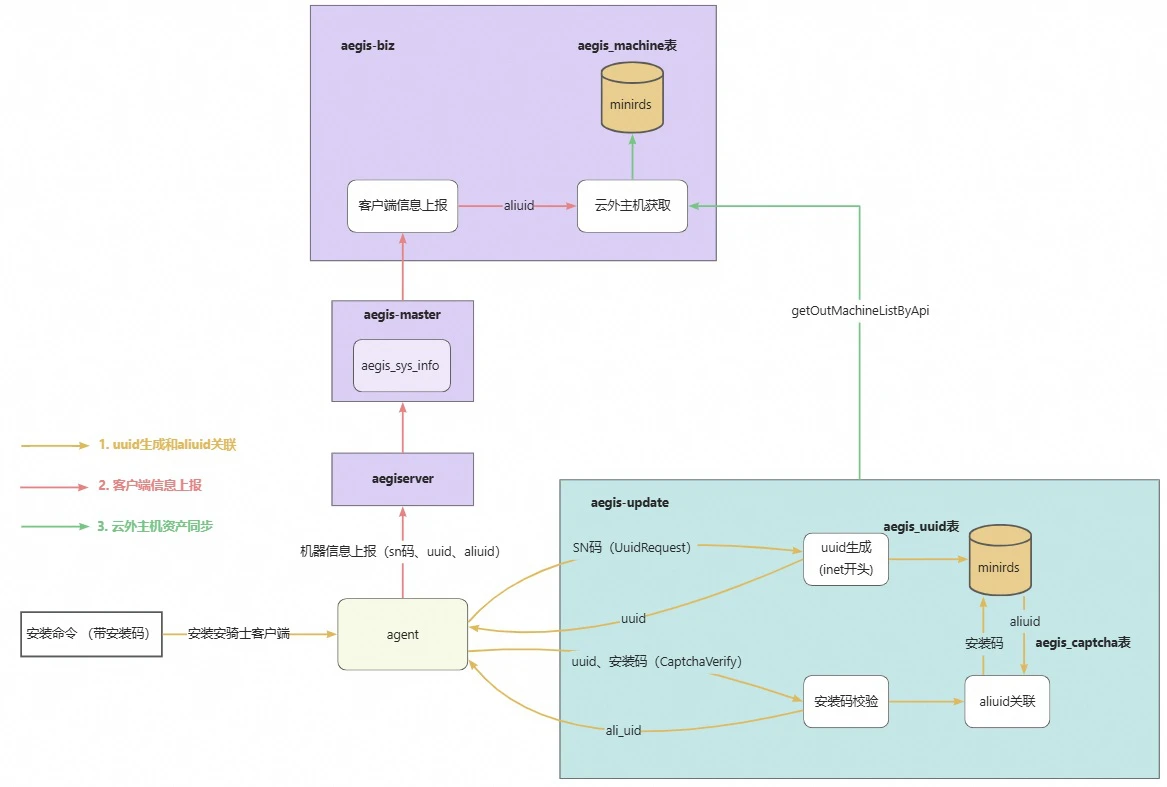 aegis-biz
aegis_machine表
minirds
客户端信息上报
aliuid
云外主机获取
getOutMachineListByApi
aegis-master
aegis_sys_info
1. uuid生成和aliuid关联
2. 客户端信息上报
3. 云外主机资产同步
aegiserver
机器信息上报（sn码、uuid、aliuid）
aegis-update
aegis_uuid表
SN码（UuidRequest）
uuid生成
(inet开头)
minirds
安装命令 （带安装码）
安装安骑士客户端
agent
uuid
aliuid
安装码
aegis_captcha表
uuid、安装码（CaptchaVerify）
安装码校验
aliuid关联
ali_uid